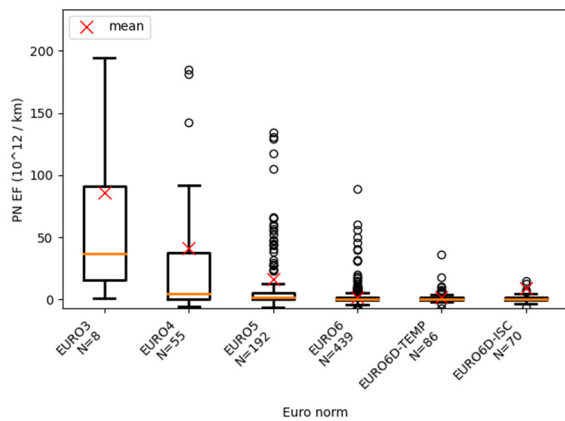 mean
200
150
100
50
0
PN EF (10^12 / km)
EURO3
N=8
EURO4
N=55
EURO5
N=192
EURO6
N=439
EURO6D-TEMP
N=86
EURO6D-ISC
N=70
Euro norm